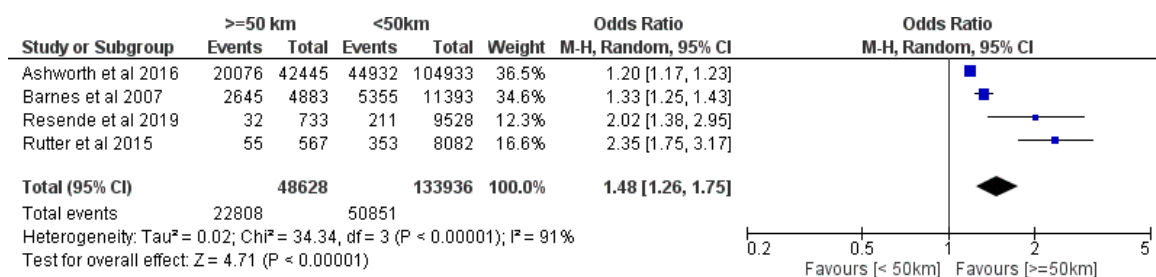 >=50 km <50km Odds Ratio Odds Ratio
Study or Subgroup Events Total Events Total Weight M-H, Random, 95% CI M-H, Random, 95% CI
Ashworth et al 2016 20076 42445 44932 104933 36.5% 1.20 [1.17, 1.23]
Barnes et al 2007 2645 4883 5355 11393 34.6% 1.33 [1.25, 1.43]
Resende et al 2019 32 733 211 9528 12.3% 2.02 [1.38, 2.95]
Rutter et al 2015 55 567 353 8082 16.6% 2.35 [1.75, 3.17]
Total (95% CI) 48628 133936 100.0% 1.48 [1.26, 1.75]
Total events 22808 50851
Heterogeneity: Tau² = 0.02; Chi² = 34.34, df = 3 (P < 0.00001); I² = 91%
Test for overall effect: Z = 4.71 (P < 0.00001)
0.2 1 2 5
Favours [< 50km] Favours [>=50km]